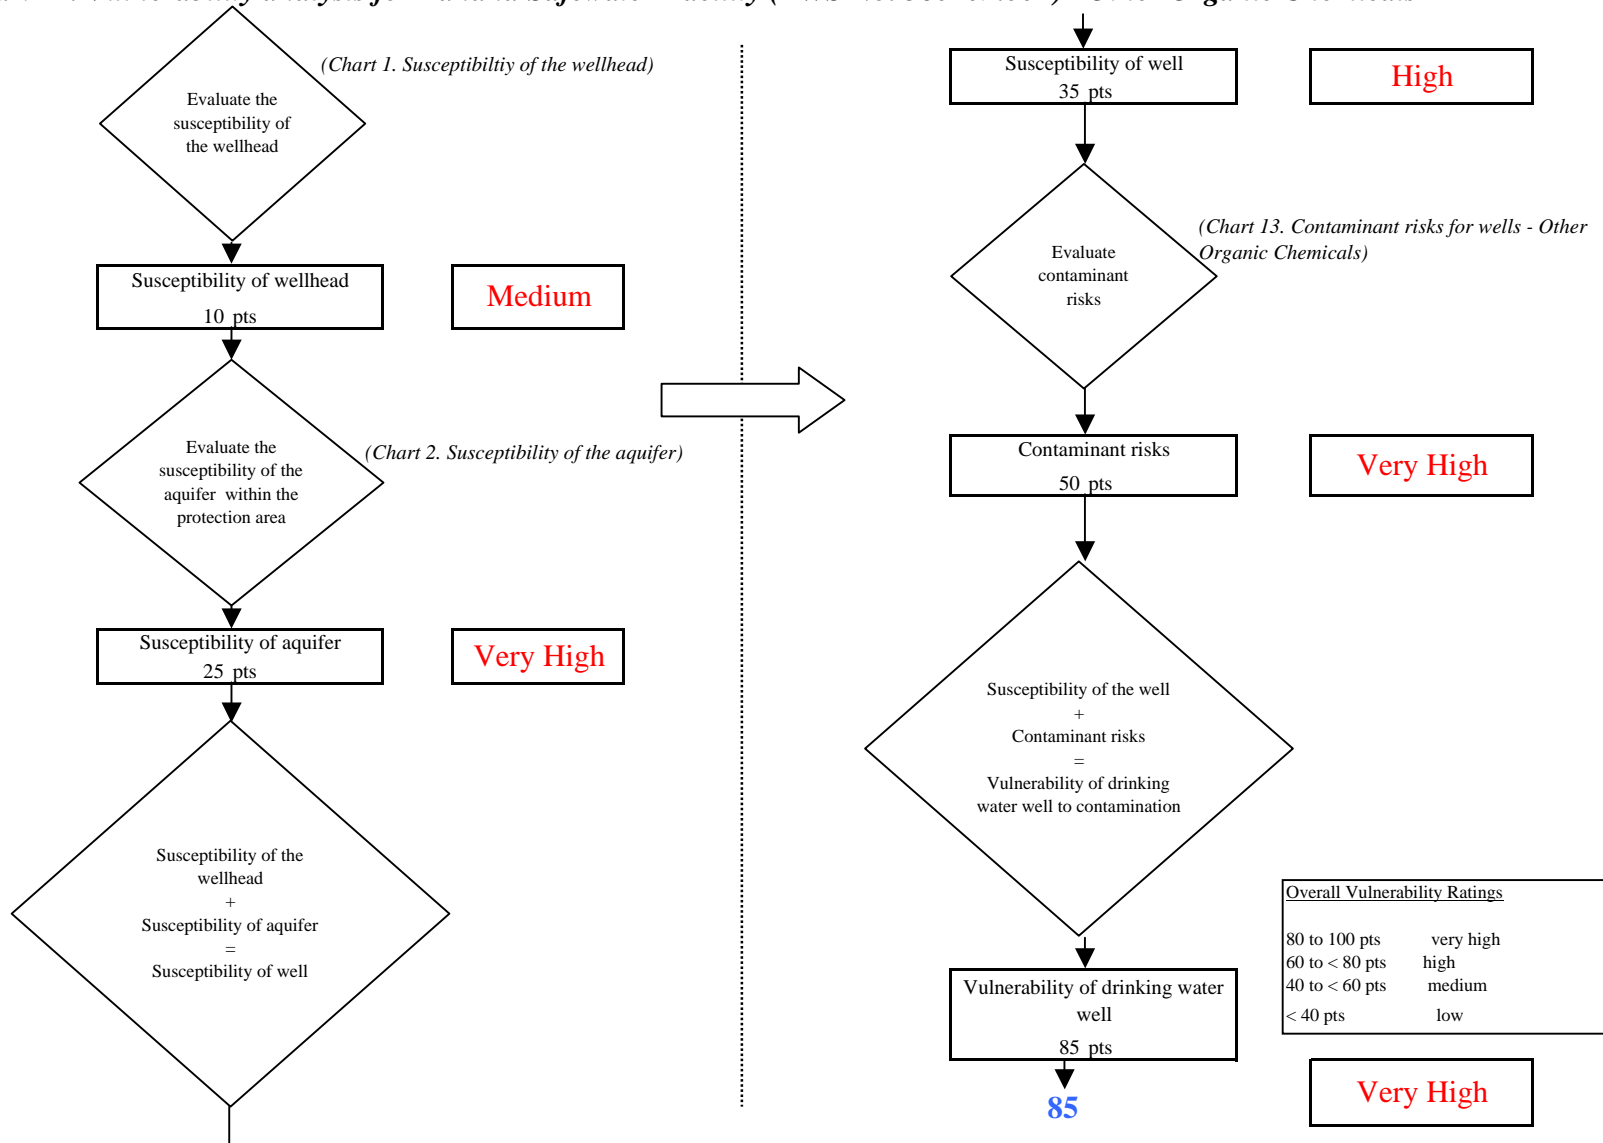 (Chart 1. Susceptibiltiy of the wellhead)
Evaluate the
susceptibility of
the wellhead
Susceptibility of wellhead
10 pts
Medium
Evaluate the
susceptibility of the
aquifer within the
protection area
(Chart 2. Susceptibility of the aquifer)
Susceptibility of aquifer
25 pts
Very High
Susceptibility of the
wellhead
+
Susceptibility of aquifer
=
Susceptibility of well
Susceptibility of well
35 pts
High
(Chart 13. Contaminant risks for wells - Other
Organic Chemicals)
Evaluate
contaminant
risks
Contaminant risks
50 pts
Very High
Susceptibility of the well
+
Contaminant risks
=
Vulnerability of drinking
water well to contamination
Vulnerability of drinking water
well
85 pts
85
Overall Vulnerability Ratings
80 to 100 pts very high
60 to < 80 pts high
40 to < 60 pts medium
< 40 pts low
Very High